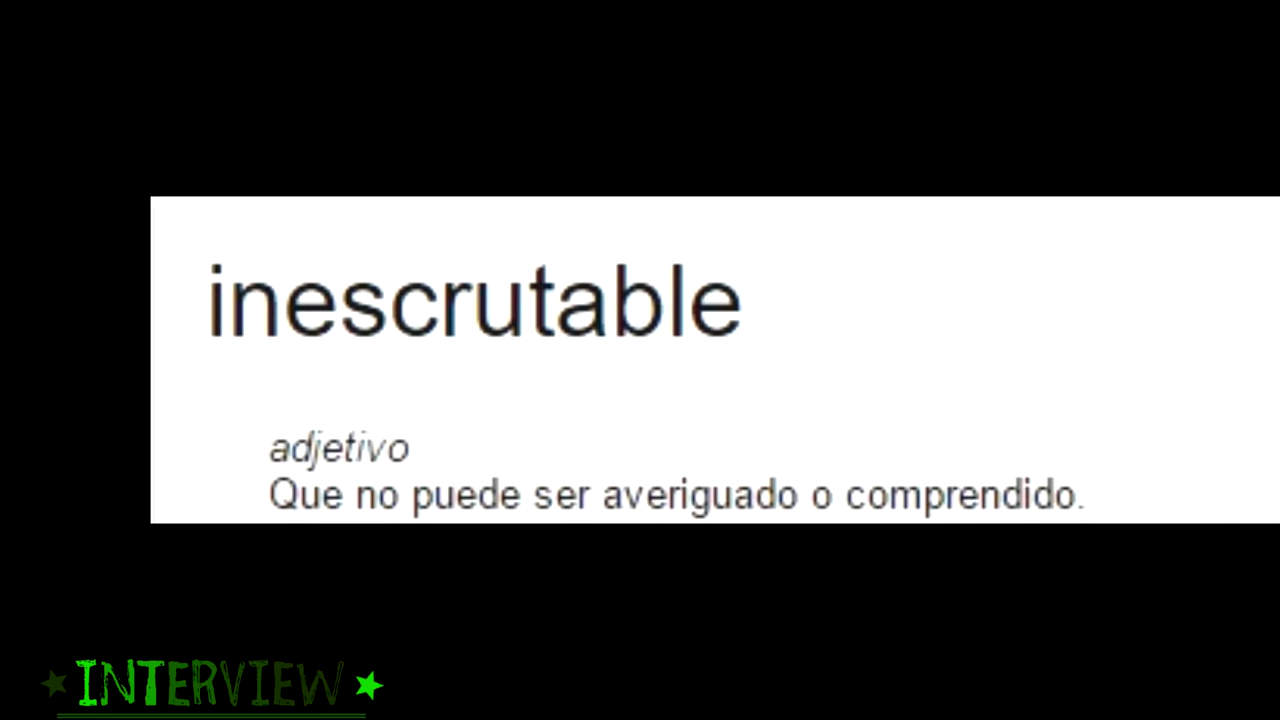 inescrutable
adjetivo
Que no puede ser averiguado o comprendido.
INTERVIEW